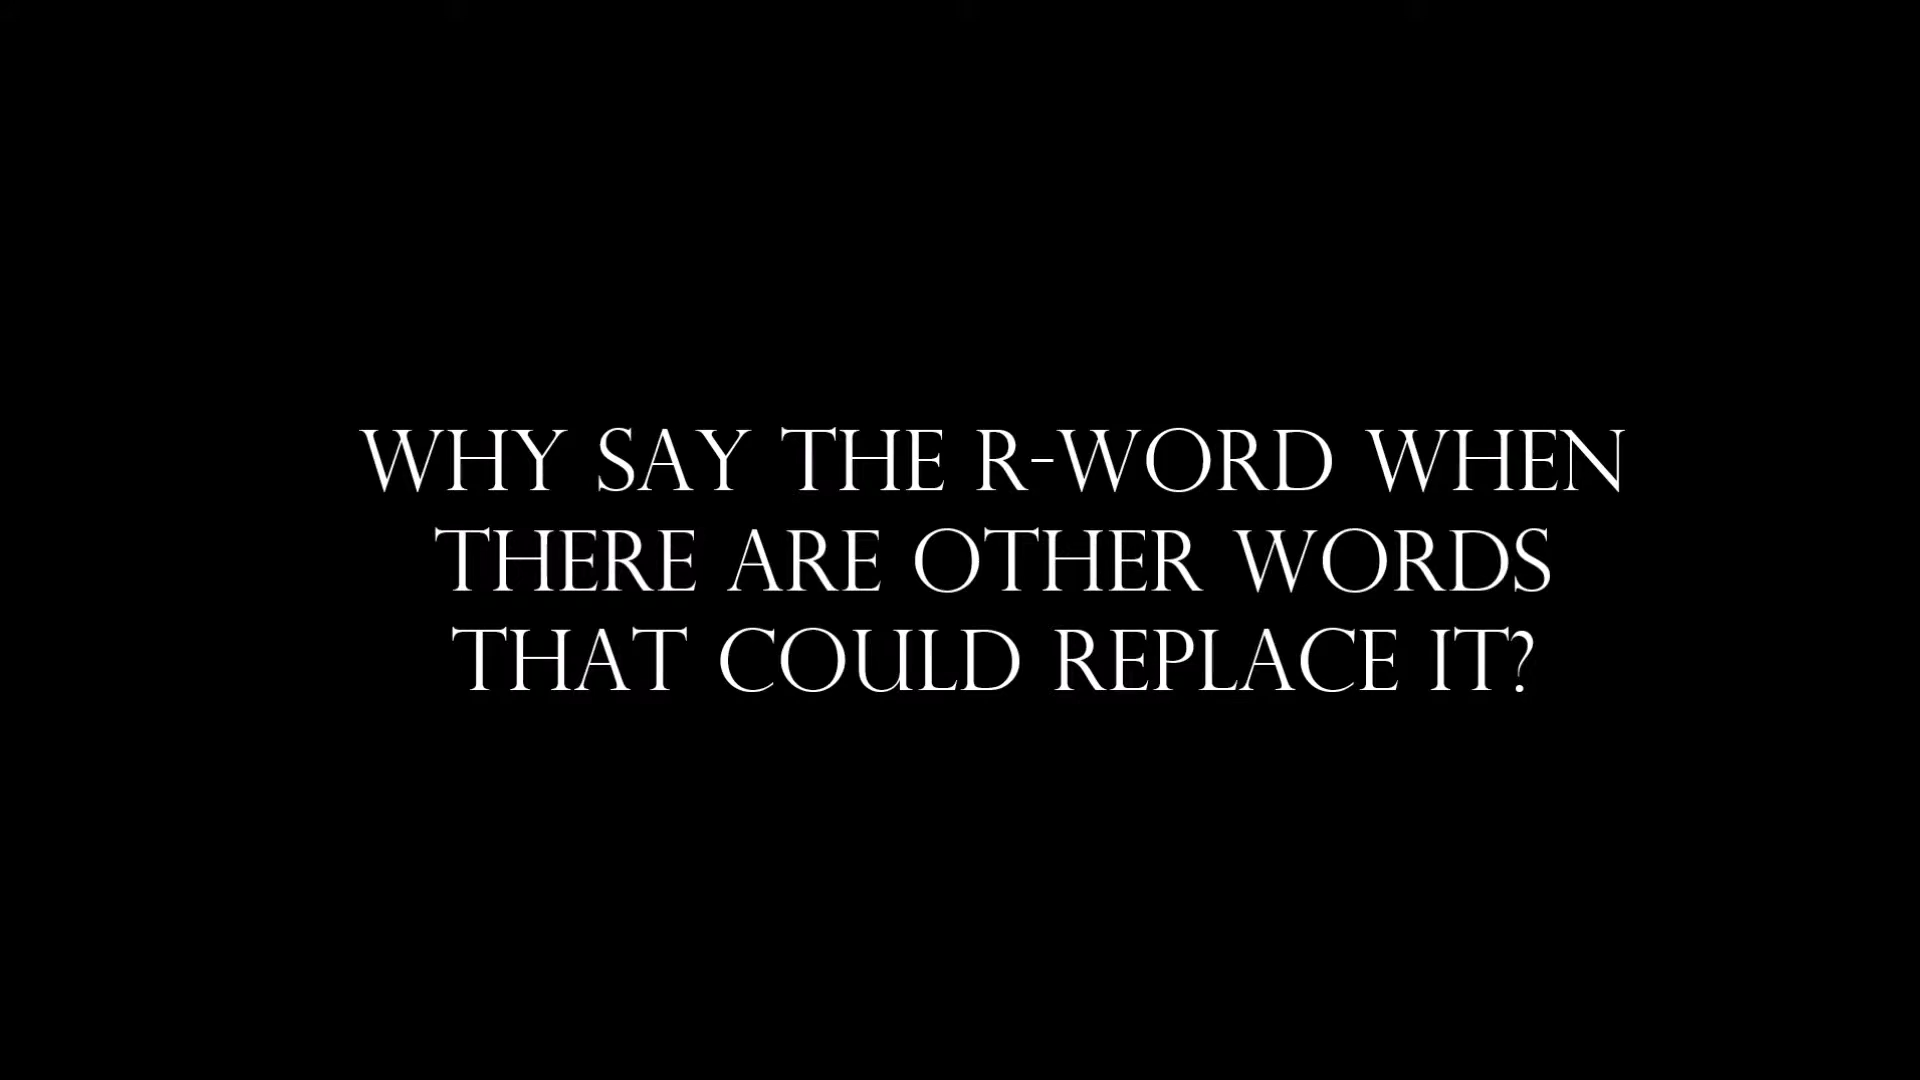 WHY SAY THE R-WORD WHEN
THERE ARE OTHER WORDS
THAT COULD REPLACE IT?